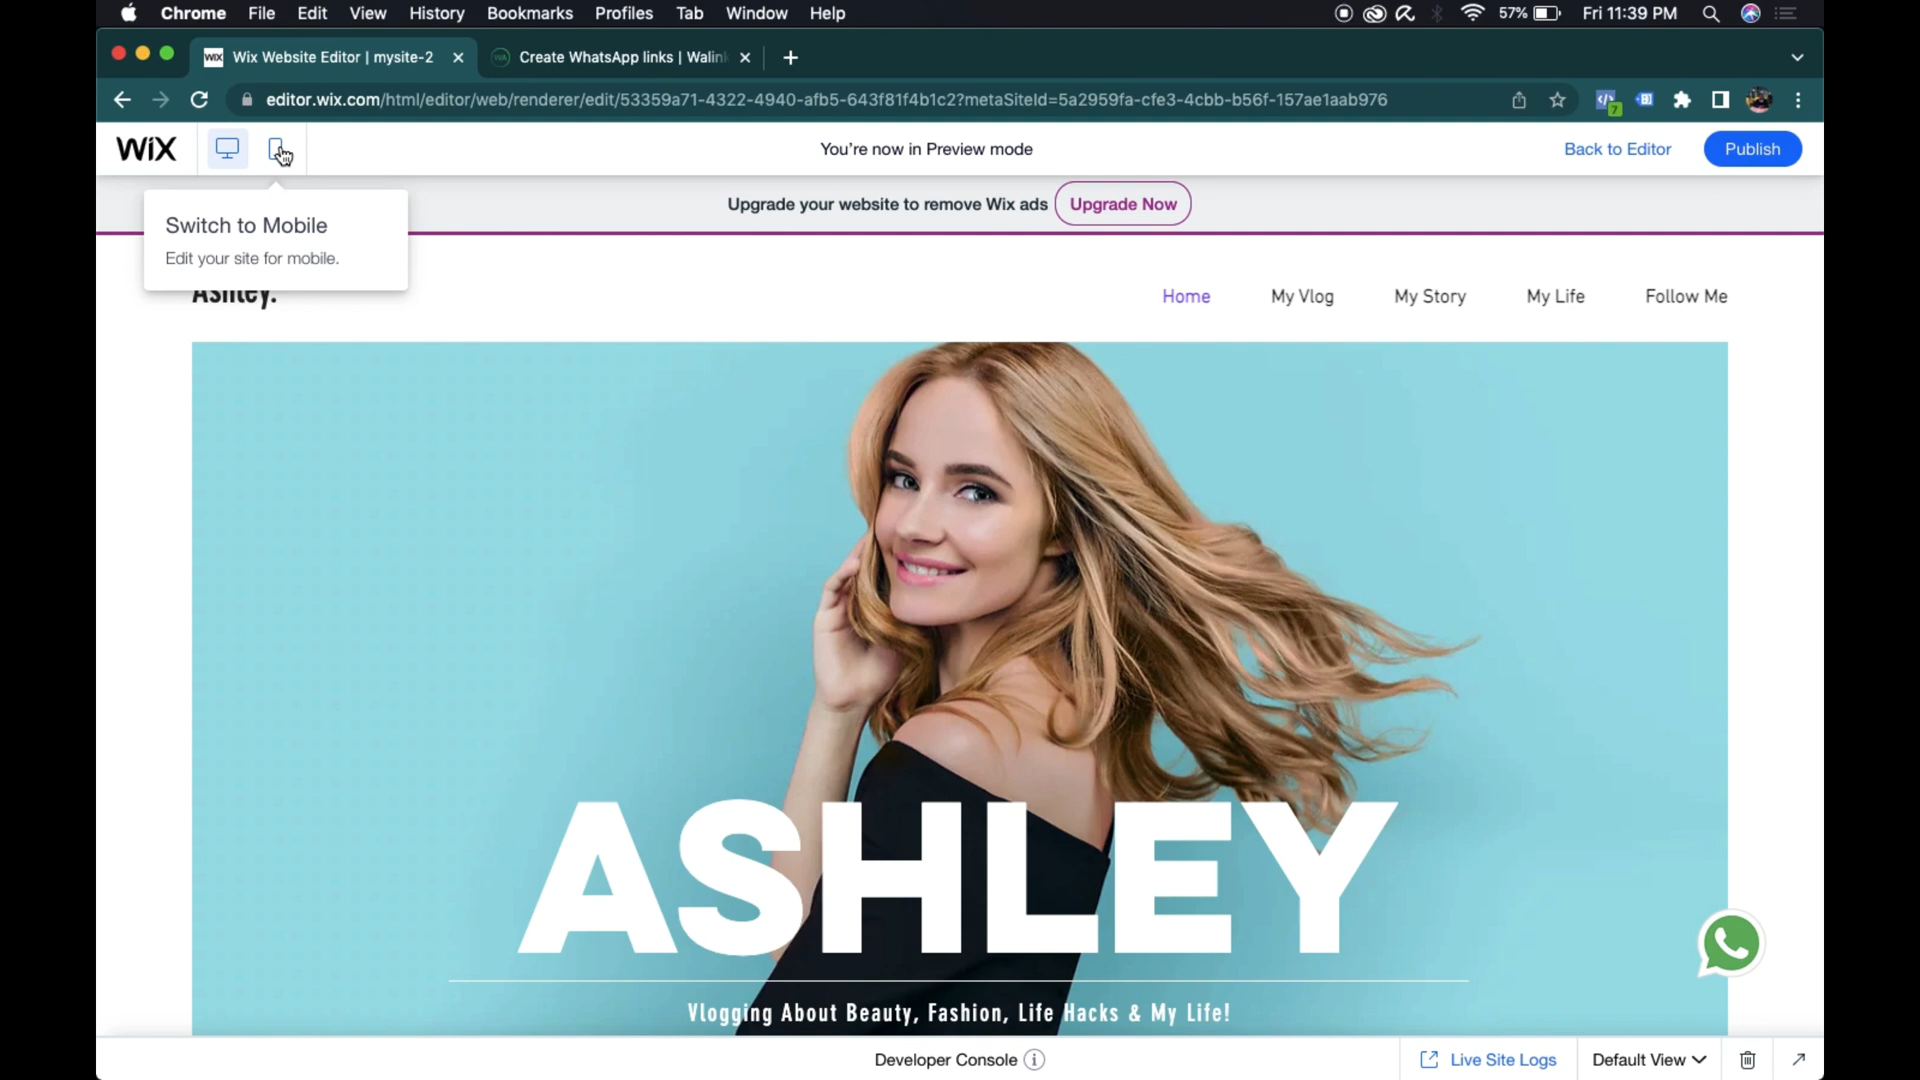 Chrome File Edit View History Bookmarks Profiles Tab Window Help 57% Fri 11:39 PM
WiX Wix Website Editor | mysite-2 WA Create WhatsApp links | Walink
editor.wix.com/html/editor/web/renderer/edit/53359a71-4322-4940-afb5-643f81f4b1c2?metaSiteId=5a2959fa-cfe3-4cbb-b56f-157ae1aab976 7
WiX You're now in Preview mode Back to Editor Publish
Upgrade your website to remove Wix ads Upgrade Now
Switch to Mobile
Edit your site for mobile.
Ashley. Home My Vlog My Story My Life Follow Me
ASHLEY
Vlogging About Beauty, Fashion, Life Hacks & My Life!
Developer Console i Live Site Logs Default View